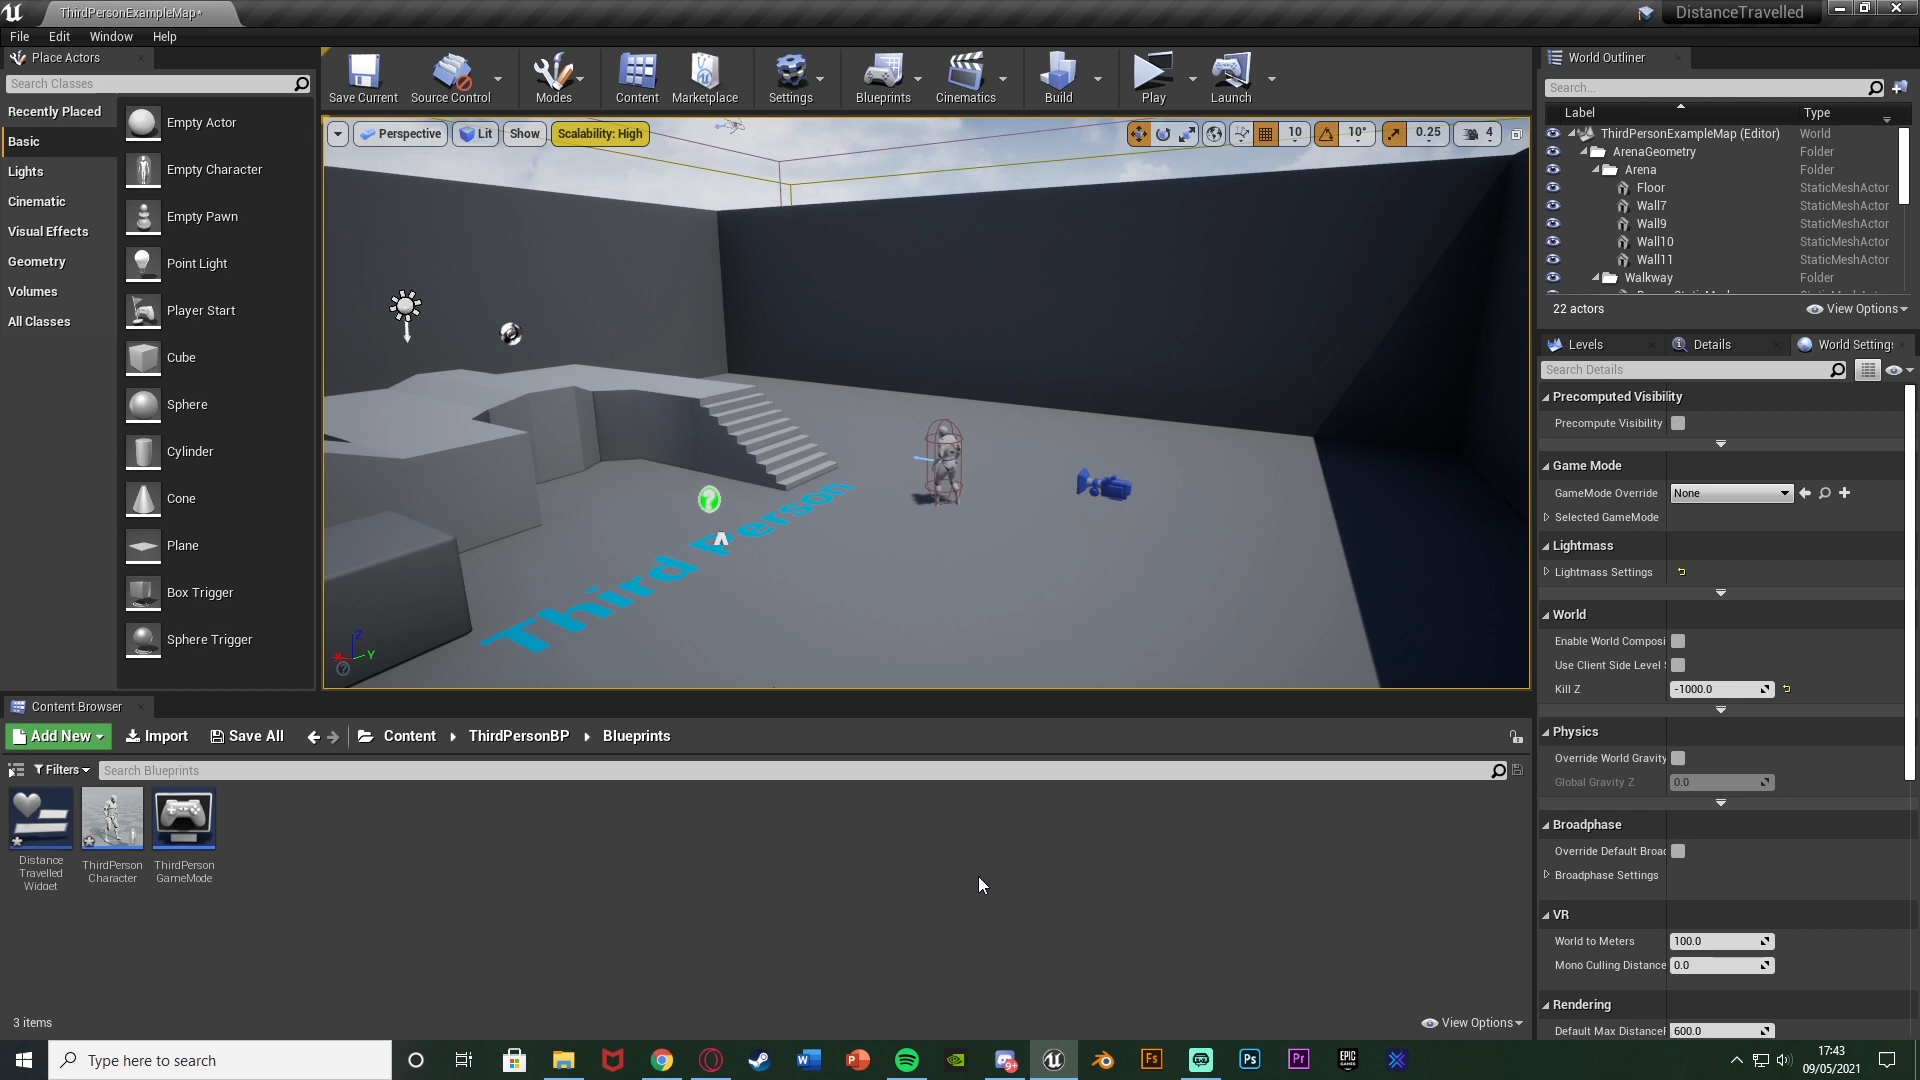 ThirdPersonExampleMap*
DistanceTravelled
File Edit Window Help
Place Actors
Search Classes
Recently Placed
Basic
Lights
Cinematic
Visual Effects
Geometry
Volumes
All Classes
Empty Actor
Empty Character
Empty Pawn
Point Light
Player Start
Cube
Sphere
Cylinder
Cone
Plane
Box Trigger
Sphere Trigger
Save Current
Source Control
Modes
Content
Marketplace
Settings
Blueprints
Cinematics
Build
Play
Launch
Perspective
Lit
Show
Scalability: High
10
10°
0.25
4
Third Person
Z
X
Y
World Outliner
Search...
Label Type
ThirdPersonExampleMap (Editor) World
ArenaGeometry Folder
Arena Folder
Floor StaticMeshActor
Wall7 StaticMeshActor
Wall9 StaticMeshActor
Wall10 StaticMeshActor
Wall11 StaticMeshActor
Walkway Folder
22 actors
View Options
Levels
Details
World Settings
Search Details
Precomputed Visibility
Precompute Visibility
Game Mode
GameMode Override None
Selected GameMode
Lightmass
Lightmass Settings
World
Enable World Composi
Use Client Side Level
Kill Z -1000.0
Physics
Override World Gravity
Global Gravity Z 0.0
Broadphase
Override Default Broad
Broadphase Settings
VR
World to Meters 100.0
Mono Culling Distance 0.0
Rendering
Default Max DistanceF 600.0
Content Browser
Add New
Import
Save All
Content
ThirdPersonBP
Blueprints
Filters
Search Blueprints
Distance
Travelled
Widget
ThirdPerson
Character
ThirdPerson
GameMode
3 items
View Options
Type here to search
9+
Fs
Ps
Pr
EPIC
GAMES
17:43
09/05/2021